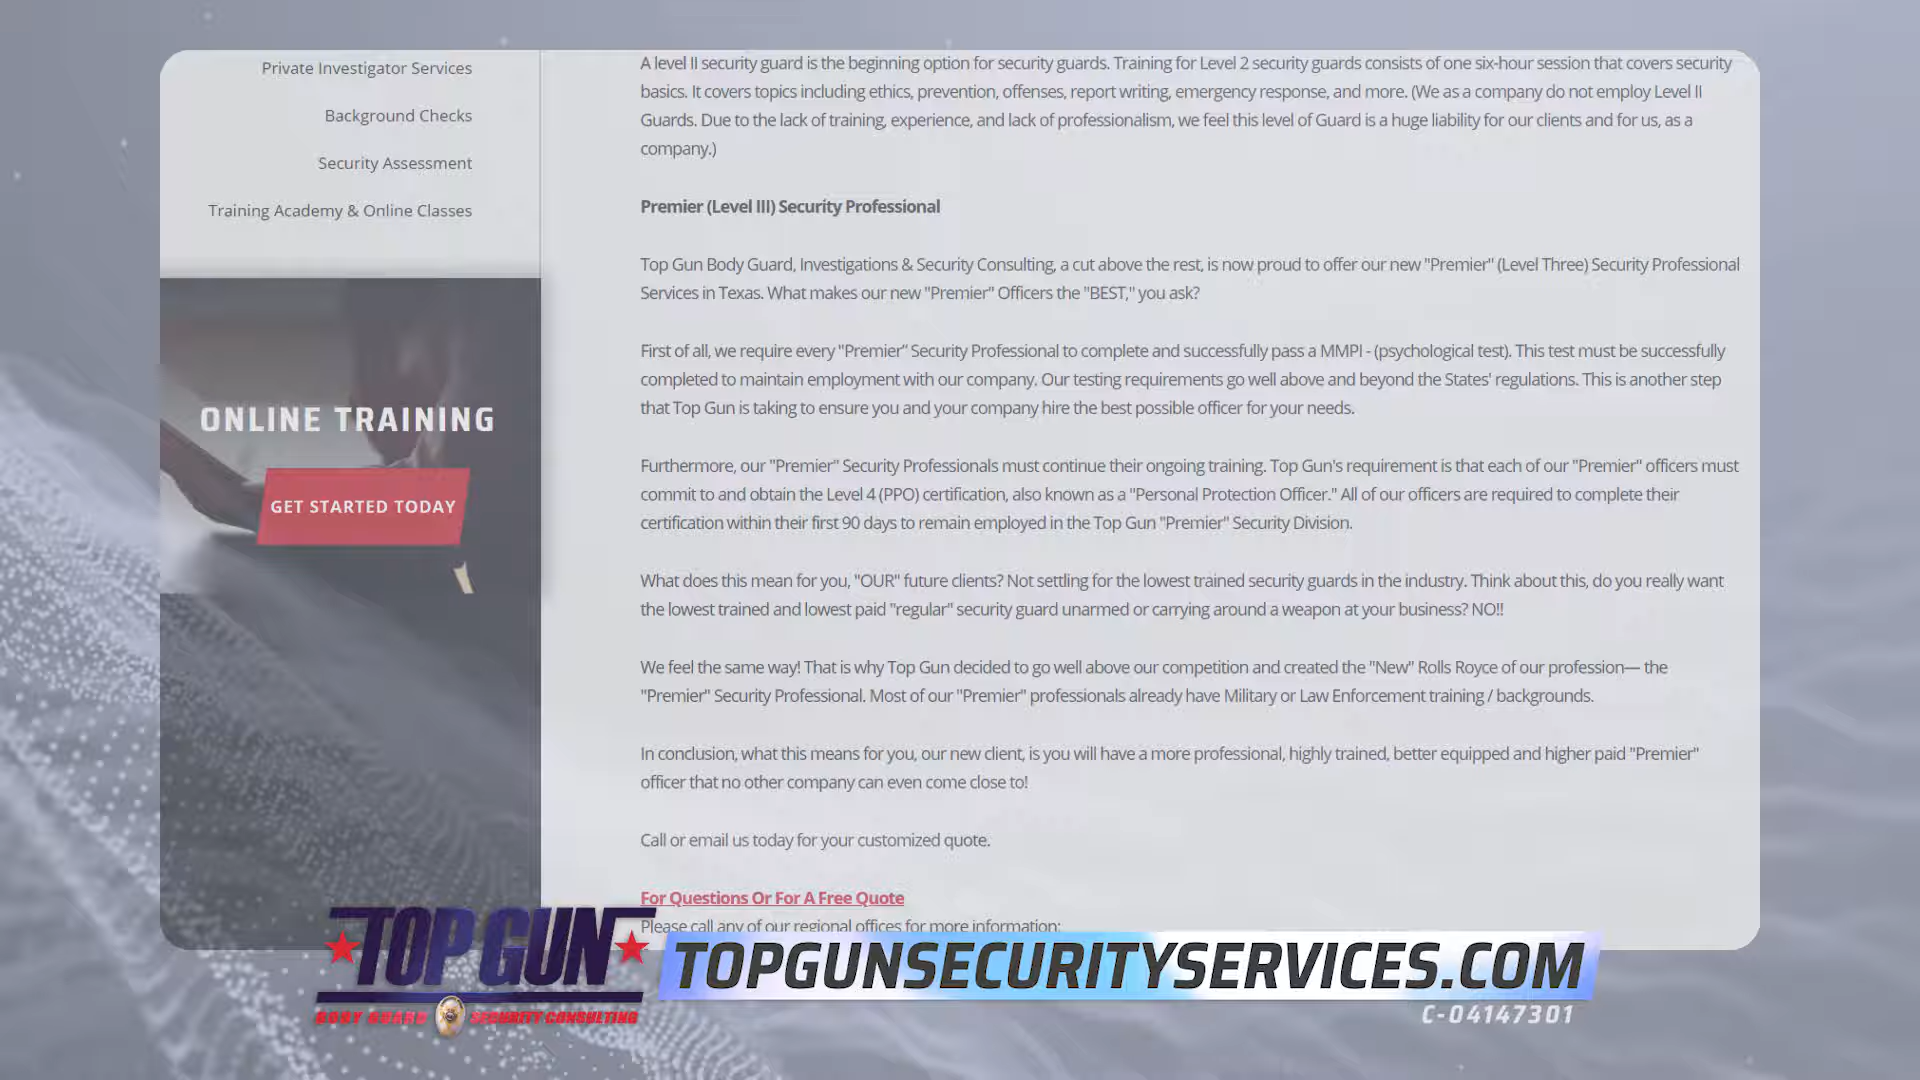 Private Investigator Services
Background Checks
Security Assessment
Training Academy & Online Classes
ONLINE TRAINING
GET STARTED TODAY
A level II security guard is the beginning option for security guards. Training for Level 2 security guards consists of one six-hour session that covers security
basics. It covers topics including ethics, prevention, offenses, report writing, emergency response, and more. (We as a company do not employ Level II
Guards. Due to the lack of training, experience, and lack of professionalism, we feel this level of Guard is a huge liability for our clients and for us, as a
company.)
Premier (Level III) Security Professional
Top Gun Body Guard, Investigations & Security Consulting, a cut above the rest, is now proud to offer our new "Premier" (Level Three) Security Professional
Services in Texas. What makes our new "Premier" Officers the "BEST," you ask?
First of all, we require every "Premier" Security Professional to complete and successfully pass a MMPI - (psychological test). This test must be successfully
completed to maintain employment with our company. Our testing requirements go well above and beyond the States' regulations. This is another step
that Top Gun is taking to ensure you and your company hire the best possible officer for your needs.
Furthermore, our "Premier" Security Professionals must continue their ongoing training. Top Gun's requirement is that each of our "Premier" officers must
commit to and obtain the Level 4 (PPO) certification, also known as a "Personal Protection Officer." All of our officers are required to complete their
certification within their first 90 days to remain employed in the Top Gun "Premier" Security Division.
What does this mean for you, "OUR" future clients? Not settling for the lowest trained security guards in the industry. Think about this, do you really want
the lowest trained and lowest paid "regular" security guard unarmed or carrying around a weapon at your business? NO!!
We feel the same way! That is why Top Gun decided to go well above our competition and created the "New" Rolls Royce of our profession— the
"Premier" Security Professional. Most of our "Premier" professionals already have Military or Law Enforcement training / backgrounds.
In conclusion, what this means for you, our new client, is you will have a more professional, highly trained, better equipped and higher paid "Premier"
officer that no other company can even come close to!
Call or email us today for your customized quote.
For Questions Or For A Free Quote
Please call any of our regional offices for more information:
TOP GUN
BODY GUARD SECURITY CONSULTING
TOPGUNSECURITYSERVICES.COM
C-04147301